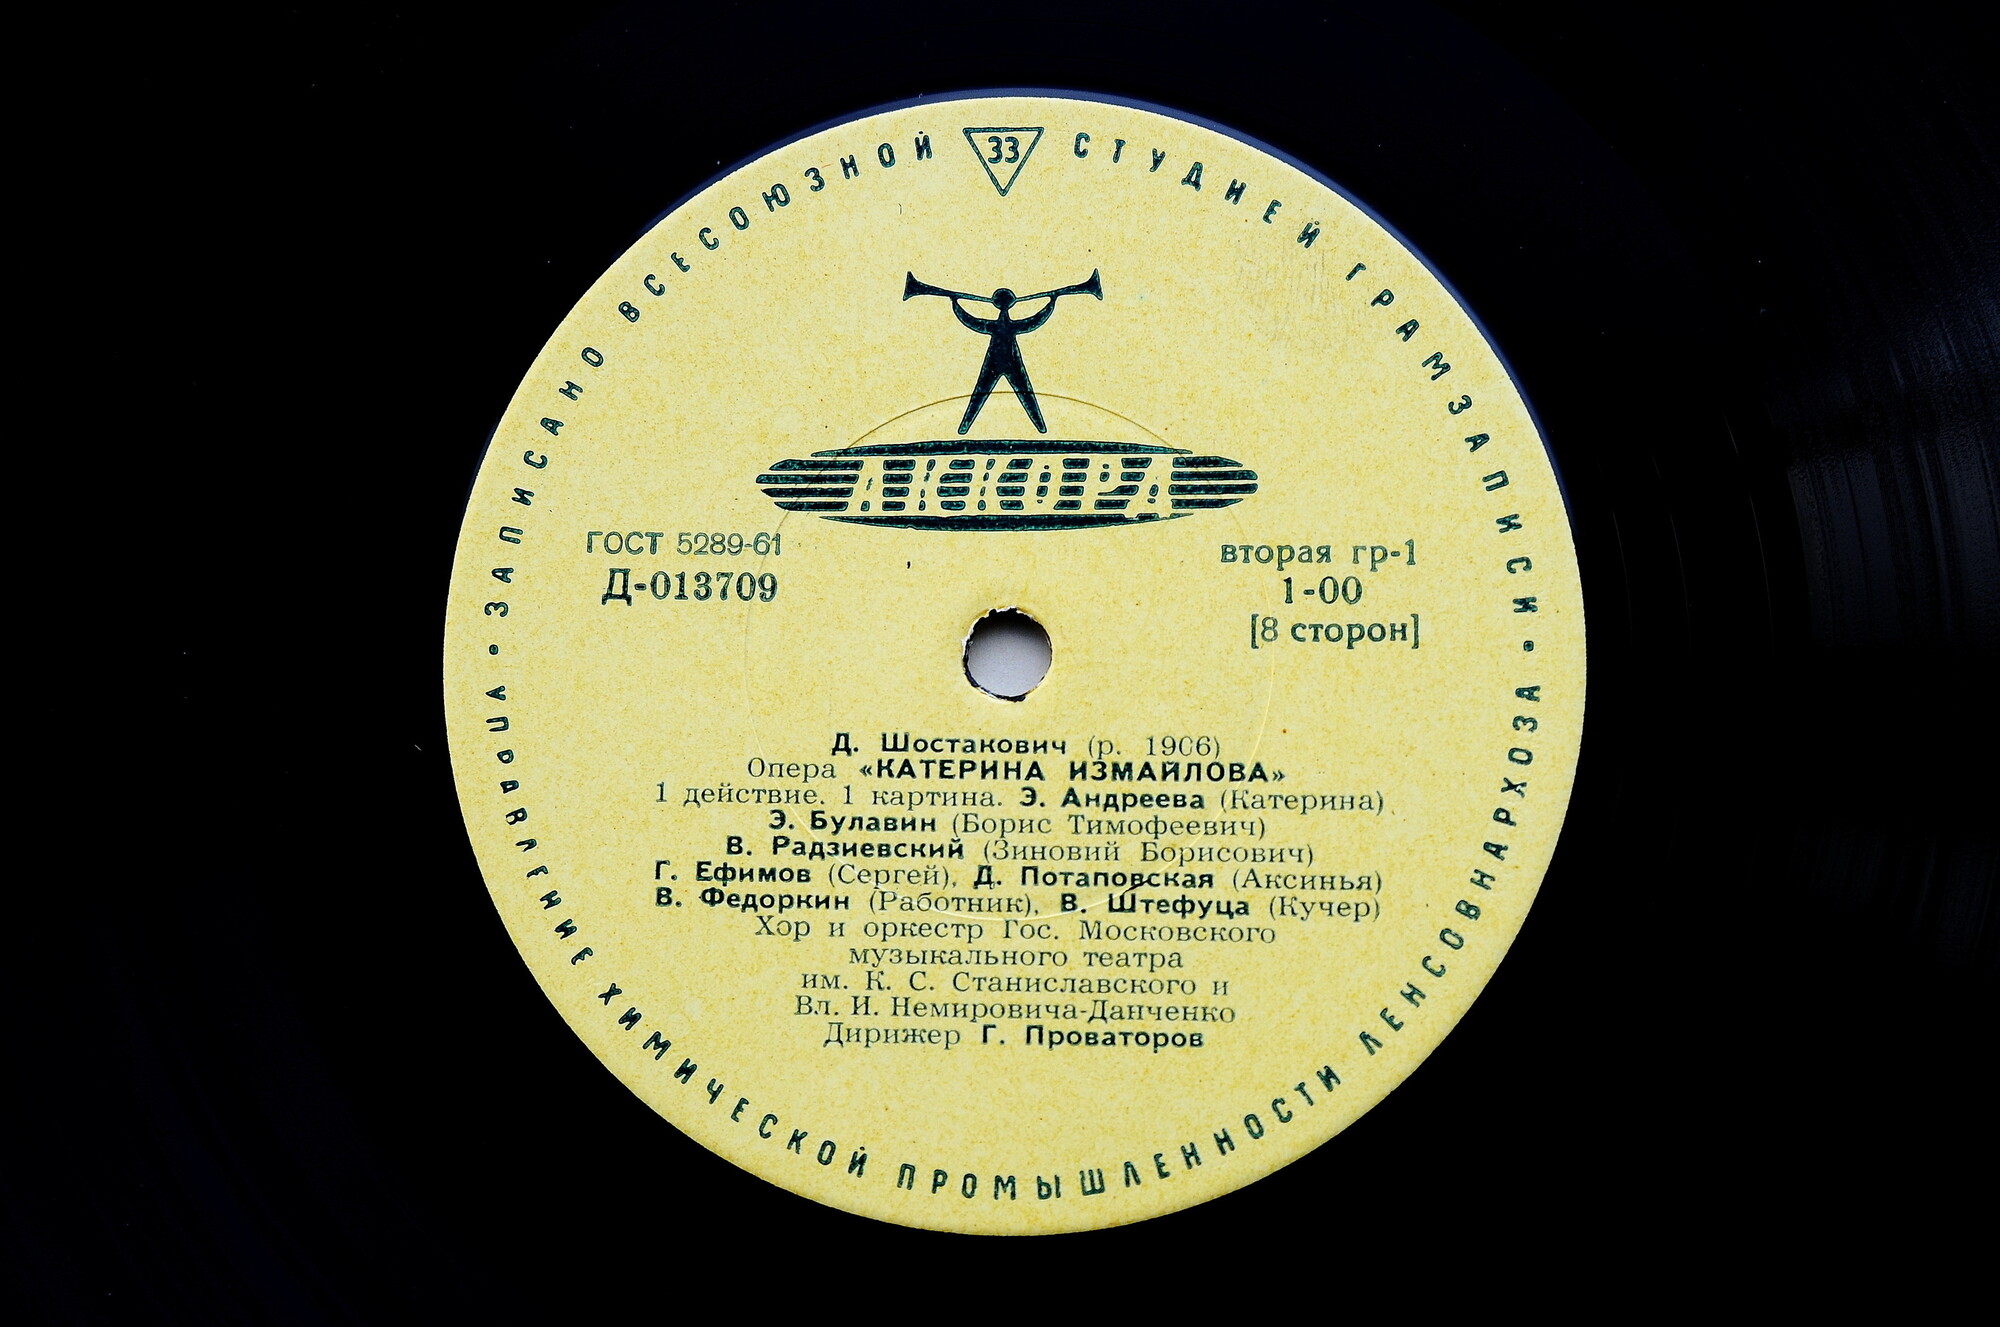 ЗАПИСАНО ВСЕСОЮЗНОЙ 33 СТУДИЕЙ ГРАМЗАПИСИ •
АККОРД
ГОСТ 5289-61
Д-013709
вторая гр-1
1-00
[8 сторон]
Д. Шостакович (р. 1906)
Опера «КАТЕРИНА ИЗМАЙЛОВА»
1 действие. 1 картина. Э. Андреева (Катерина)
Э. Булавин (Борис Тимофеевич)
В. Радзиевский (Зиновий Борисович)
Г. Ефимов (Сергей), Д. Потаповская (Аксинья)
В. Федоркин (Работник), В. Штефуца (Кучер)
Хор и оркестр Гос. Московского
музыкального театра
им. К. С. Станиславского и
Вл. И. Немировича-Данченко
Дирижер Г. Проваторов
УПРАВЛЕНИЕ ХИМИЧЕСКОЙ ПРОМЫШЛЕННОСТИ ЛЕНСОВНАРХОЗА •